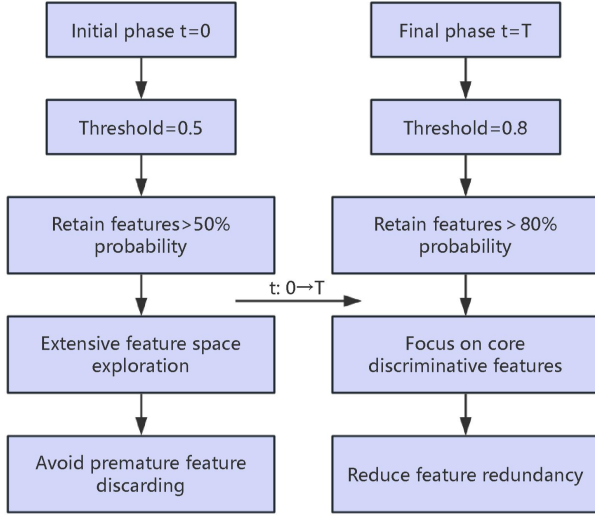 Initial phase t=0
Threshold=0.5
Retain features>50%
probability
Extensive feature space
exploration
Avoid premature feature
discarding
t: 0→T
Final phase t=T
Threshold=0.8
Retain features > 80%
probability
Focus on core
discriminative features
Reduce feature redundancy